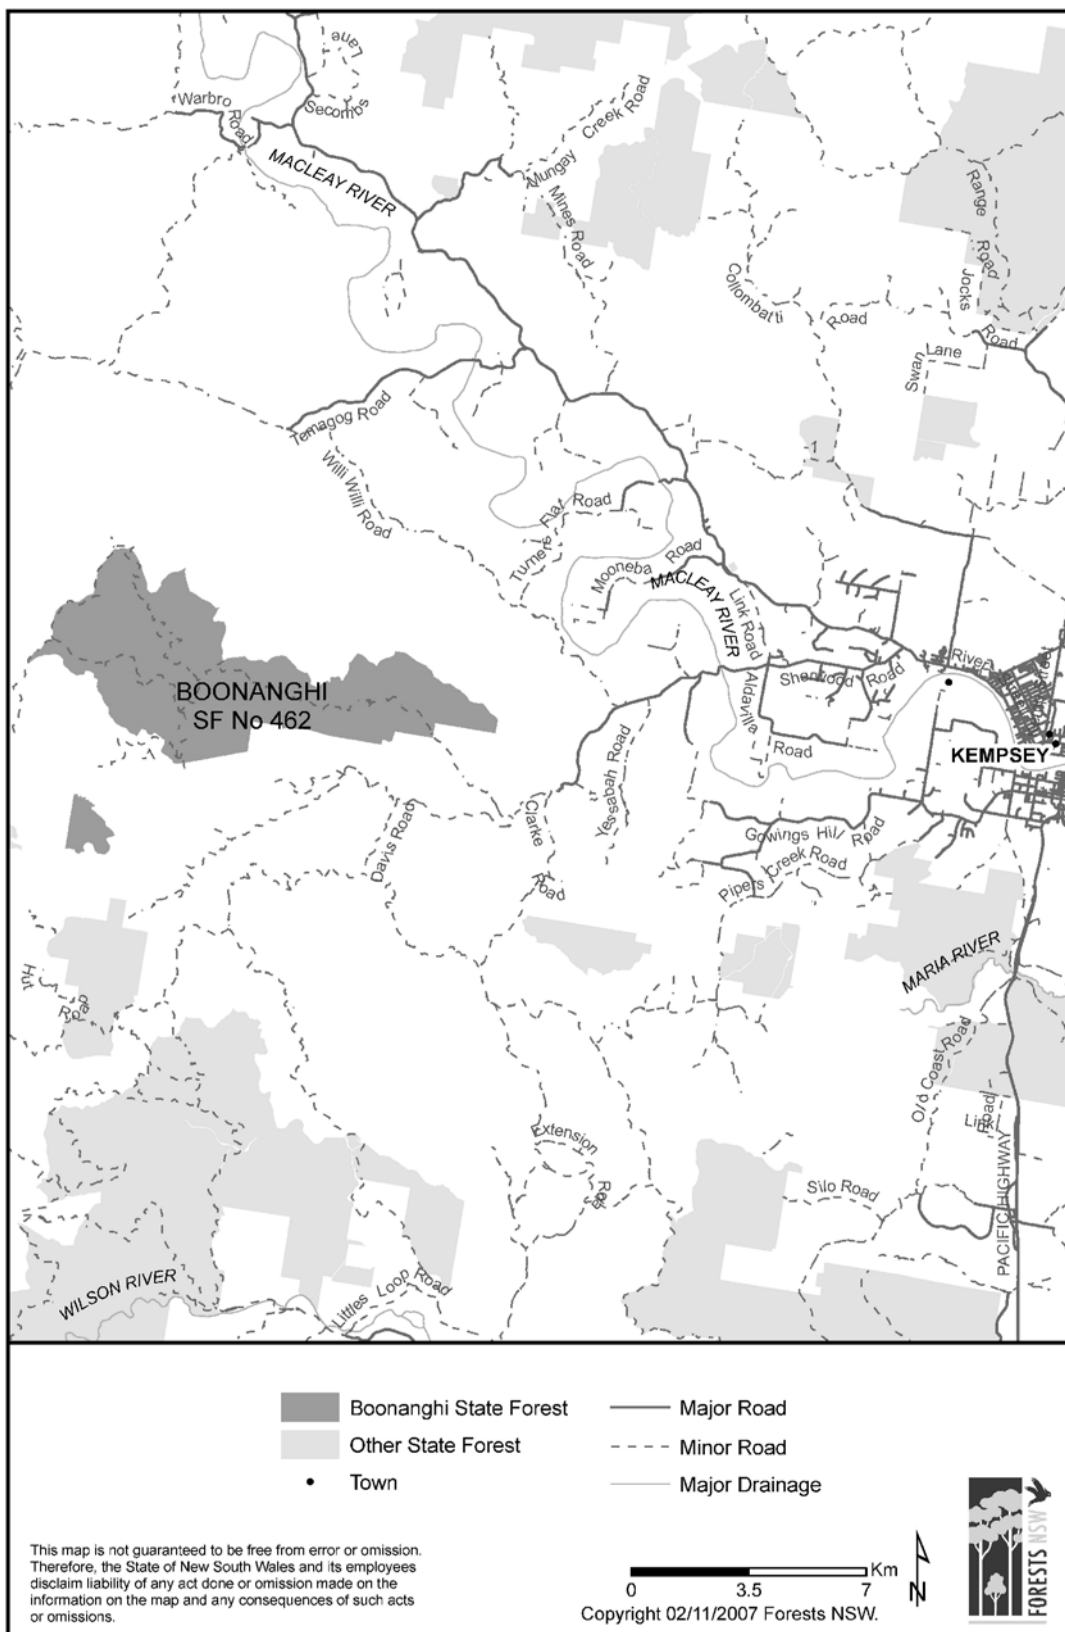 Lane
Secombs
Warbro
Road
MACLEAY RIVER
Mungay
Creek Road
Mines Road
Range
Road
Jocks
Road
Collombatti
Road
Swan
Lane
Temagog Road
Willi Willi Road
Turners
Flat Road
Mooneba
Road
MACLEAY RIVER
Link Road
River
Street
Sherwood
Road
Aldavilla
Road
BOONANGHI
SF No 462
KEMPSEY
Yessabah Road
Clarke
Road
Davis Road
Gowings Hill
Road
Pipers
Creek Road
MARIA RIVER
Hut
Road
Old Coast Road
Link
Road
Extension
Road
Silo Road
PACIFIC HIGHWAY
WILSON RIVER
Littles
Loop
Road
Boonanghi State Forest
Other State Forest
Town
Major Road
Minor Road
Major Drainage
This map is not guaranteed to be free from error or omission.
Therefore, the State of New South Wales and its employees
disclaim liability of any act done or omission made on the
information on the map and any consequences of such acts
or omissions.
Km
0 3.5 7
N
Copyright 02/11/2007 Forests NSW.
FORESTS NSW